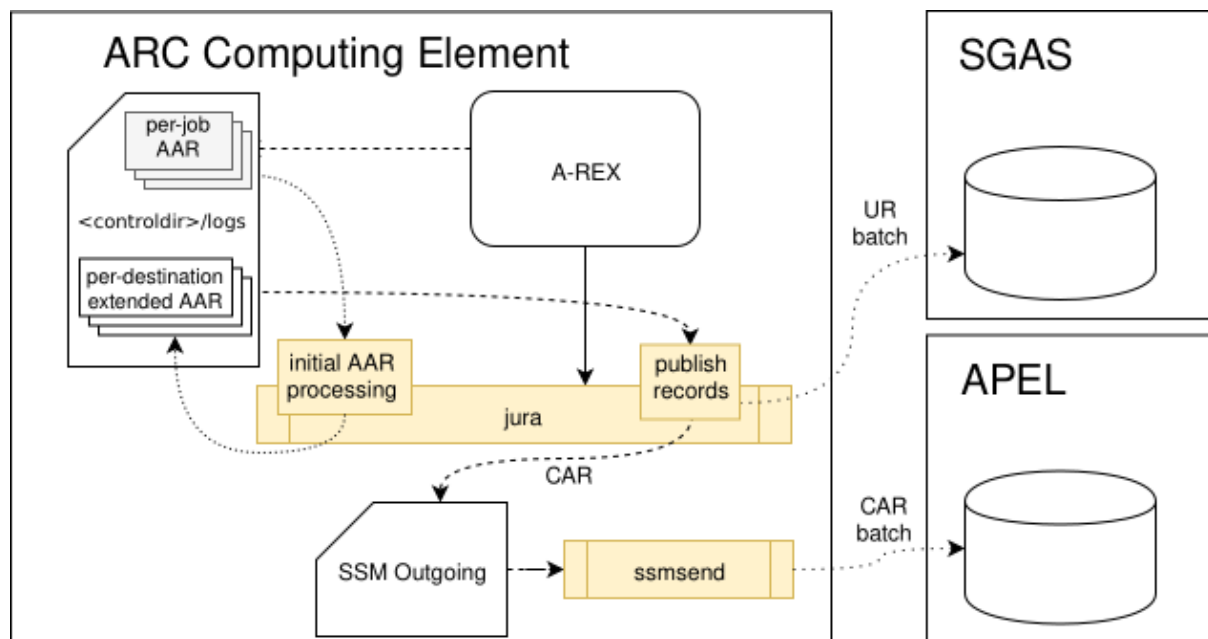 ARC Computing Element
per-job
AAR
<controldir>/logs
per-destination
extended AAR
A-REX
initial AAR
processing
publish
records
jura
CAR
SSM Outgoing
ssmsend
UR
batch
CAR
batch
SGAS
APEL